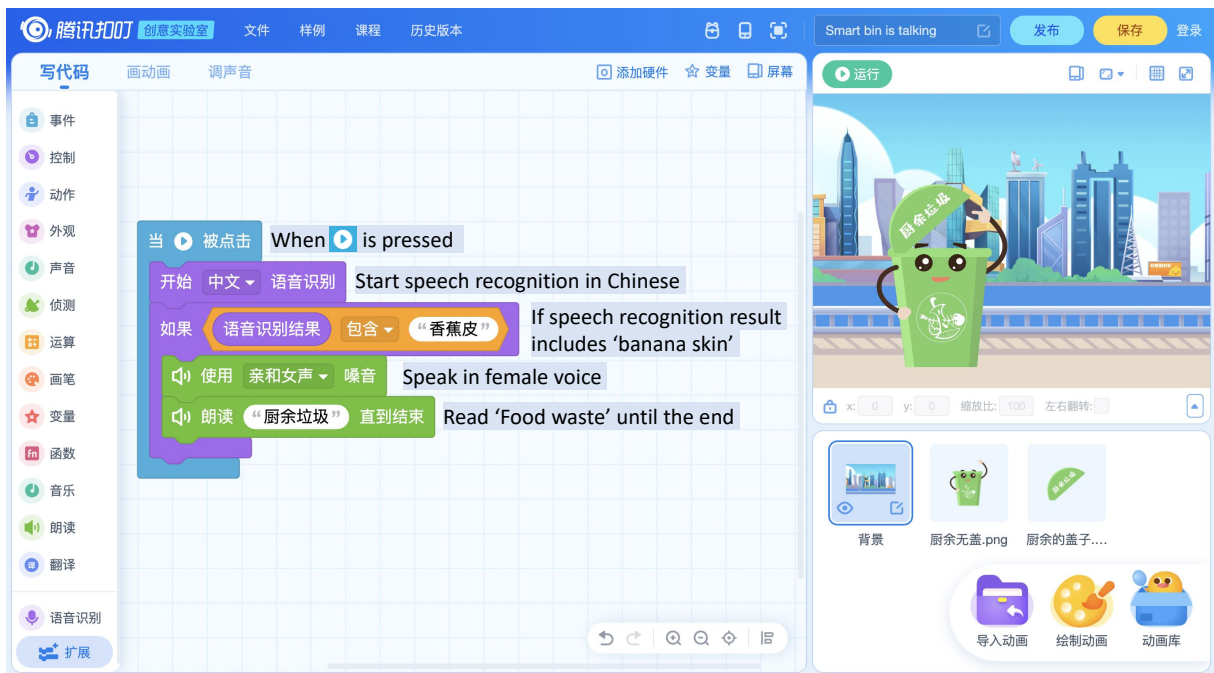 腾讯扣叮 创意实验室 文件 样例 课程 历史版本 Smart bin is talking 发布 保存 登录
写代码 画动画 调声音 添加硬件 变量 屏幕 运行
事件
控制
动作
外观
声音
侦测
运算
画笔
变量
函数
音乐
朗读
翻译
语音识别
扩展
当 被点击 When is pressed
开始 中文 语音识别 Start speech recognition in Chinese
如果 语音识别结果 包含 “香蕉皮” If speech recognition result
includes ‘banana skin’
使用 亲和女声 嗓音 Speak in female voice
朗读 “厨余垃圾” 直到结束 Read ‘Food waste’ until the end
厨余垃圾
x: 0 y: 0 缩放比: 100 左右翻转:
厨余垃圾
背景 厨余无盖.png 厨余的盖子....
导入动画 绘制动画 动画库